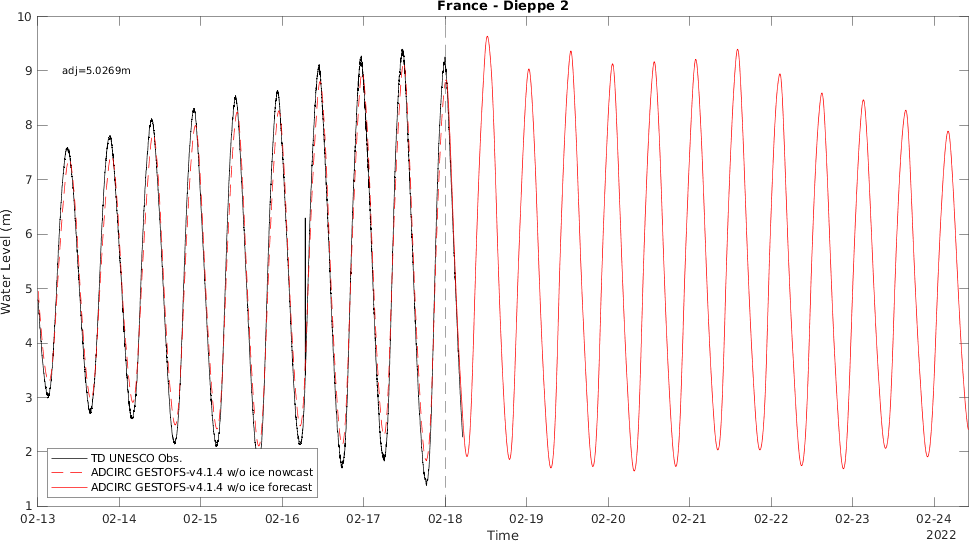 France - Dieppe 2
adj=5.0269m
10
9
8
7
6
5
4
3
2
1
Water Level (m)
TD UNESCO Obs.
ADCIRC GESTOFS-v4.1.4 w/o ice nowcast
ADCIRC GESTOFS-v4.1.4 w/o ice forecast
02-13 02-14 02-15 02-16 02-17 02-18 02-19 02-20 02-21 02-22 02-23 02-24
Time
2022